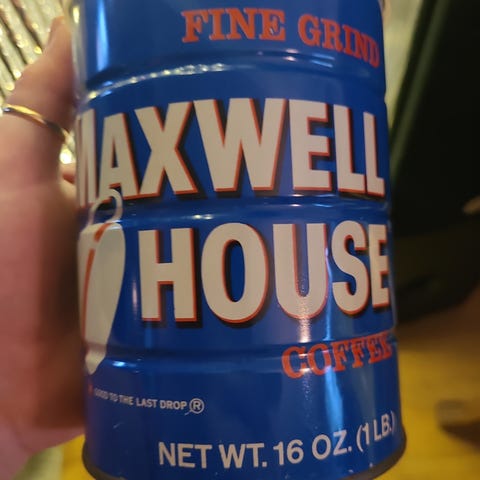 FINE GRIND
MAXWELL
HOUSE
COFFEE
GOOD TO THE LAST DROP ®
NET WT. 16 OZ. (1 LB.)